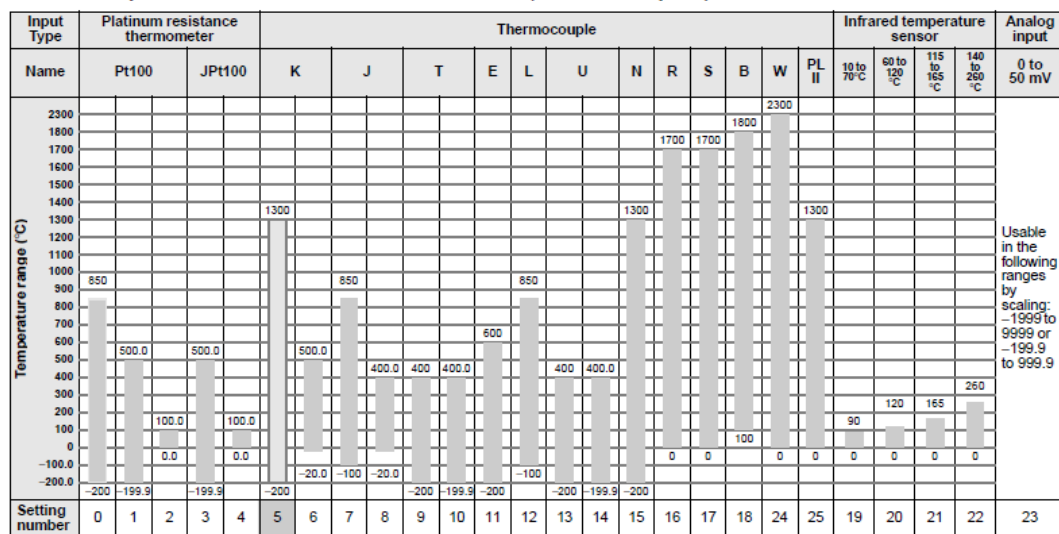 Input Type Platinum resistance thermometer Thermocouple Infrared temperature sensor Analog input
Name Pt100 JPt100 K J T E L U N R S B W PL II 10 to 70°C 60 to 120 °C 115 to 165 °C 140 to 260 °C 0 to 50 mV
Temperature range (°C)
2300 2300
1800 1800
1700 1700 1700
1600
1500
1400
1300 1300 1300 1300
1200
1100
1000
900 850 850 850
800
700
600 600
500 500.0 500.0 500.0
400 400.0 400 400.0 400 400.0
300 260
200 120 165
100 100.0 100.0 90
0 0.0 0.0 0 0 100 0 0 0 0 0 0
−100.0 −20.0 −100 −20.0 −100
−200.0
−200 −199.9 −199.9 −200 −200 −199.9 −200 −200 −199.9 −200
Usable
in the
following
ranges
by
scaling:
−1999 to
9999 or
−199.9
to 999.9
Setting number 0 1 2 3 4 5 6 7 8 9 10 11 12 13 14 15 16 17 18 24 25 19 20 21 22 23